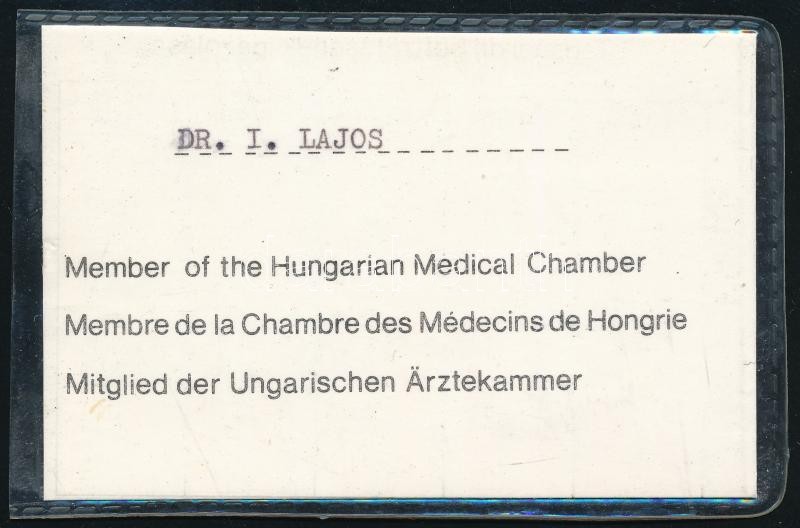 DR. I. LAJOS
Member of the Hungarian Medical Chamber
Membre de la Chambre des Médecins de Hongrie
Mitglied der Ungarischen Ärztekammer